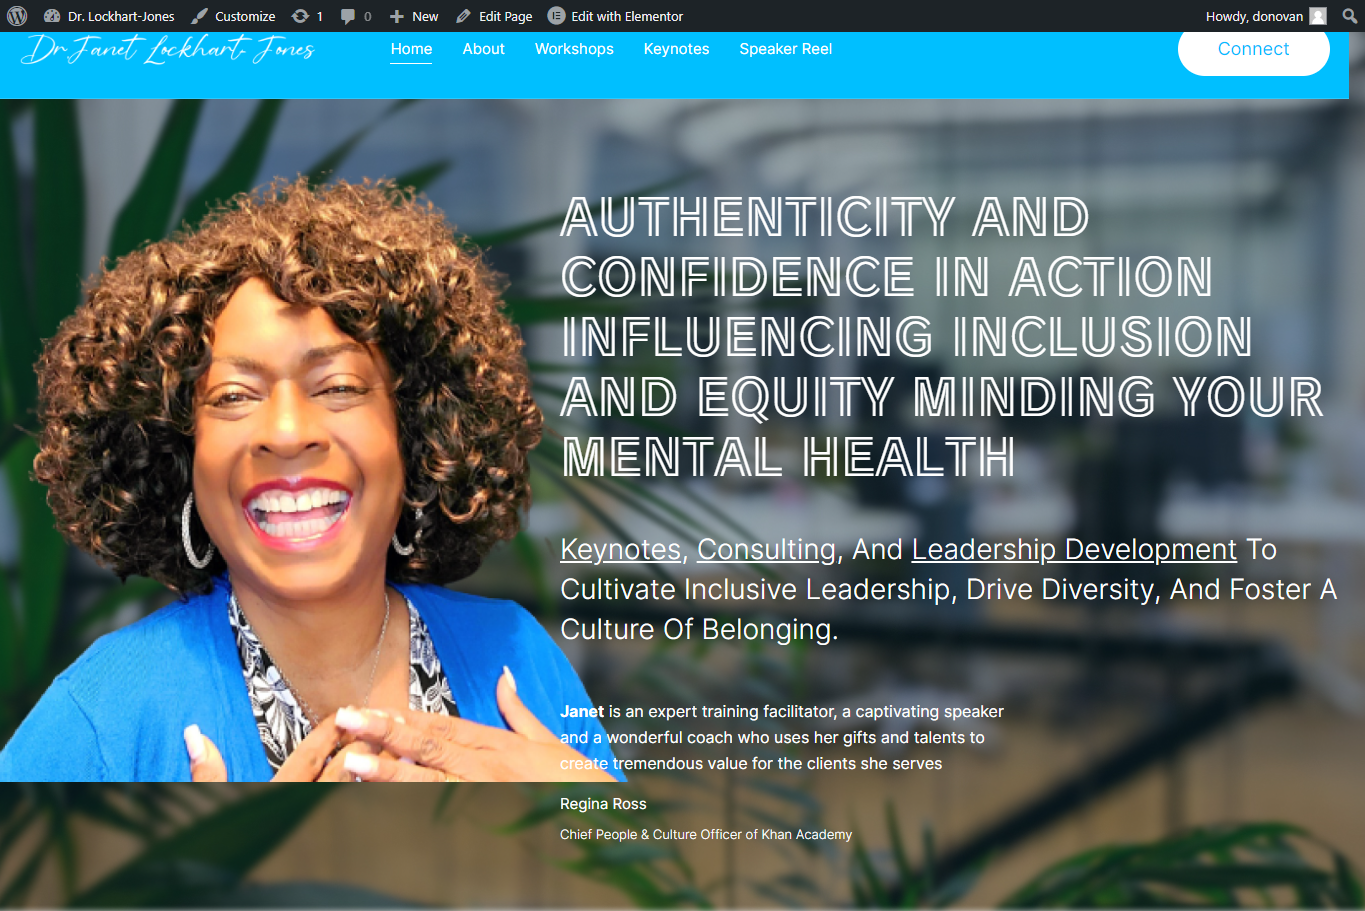 Dr. Lockhart-Jones Customize 1 0 New Edit Page Edit with Elementor Howdy, donovan
Dr. Janet Lockhart-Jones Home About Workshops Keynotes Speaker Reel Connect
AUTHENTICITY AND
CONFIDENCE IN ACTION
INFLUENCING INCLUSION
AND EQUITY MINDING YOUR
MENTAL HEALTH
Keynotes, Consulting, And Leadership Development To
Cultivate Inclusive Leadership, Drive Diversity, And Foster A
Culture Of Belonging.
Janet is an expert training facilitator, a captivating speaker
and a wonderful coach who uses her gifts and talents to
create tremendous value for the clients she serves
Regina Ross
Chief People & Culture Officer of Khan Academy